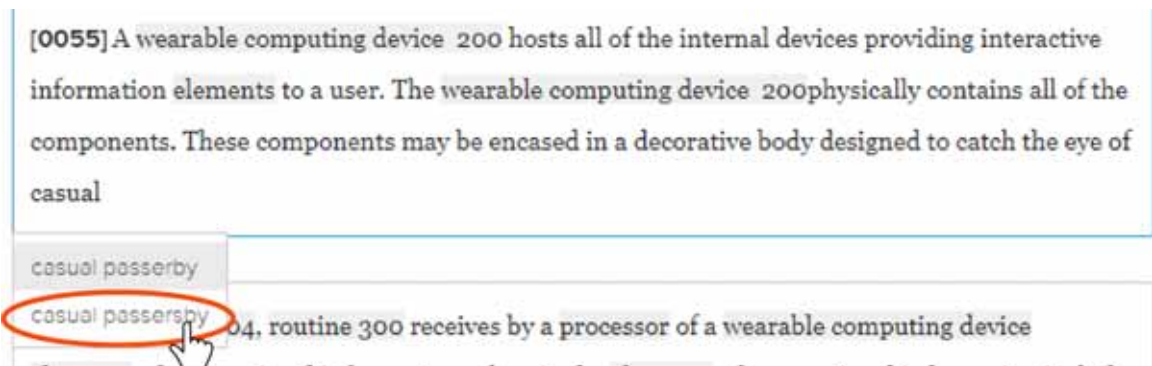 [0055] A wearable computing device 200 hosts all of the internal devices providing interactive
information elements to a user. The wearable computing device 200physically contains all of the
components. These components may be encased in a decorative body designed to catch the eye of
casual
casual passerby
casual passersby
04, routine 300 receives by a processor of a wearable computing device